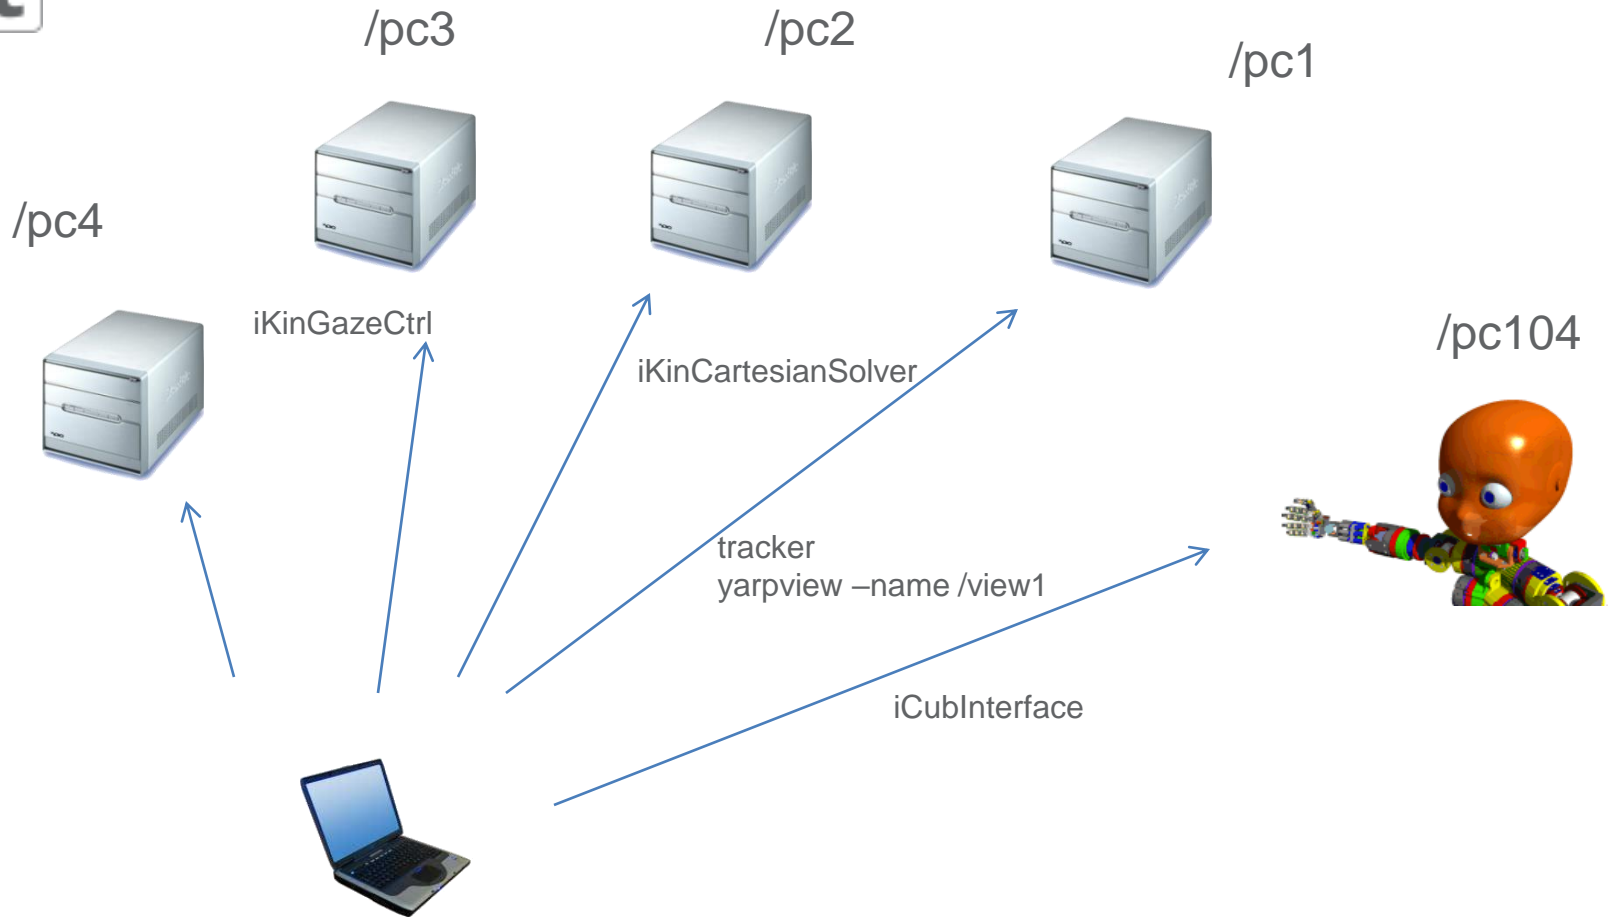 /pc3
/pc2
/pc1
/pc4
iKinGazeCtrl
/pc104
iKinCartesianSolver
tracker
yarpview –name /view1
iCubInterface